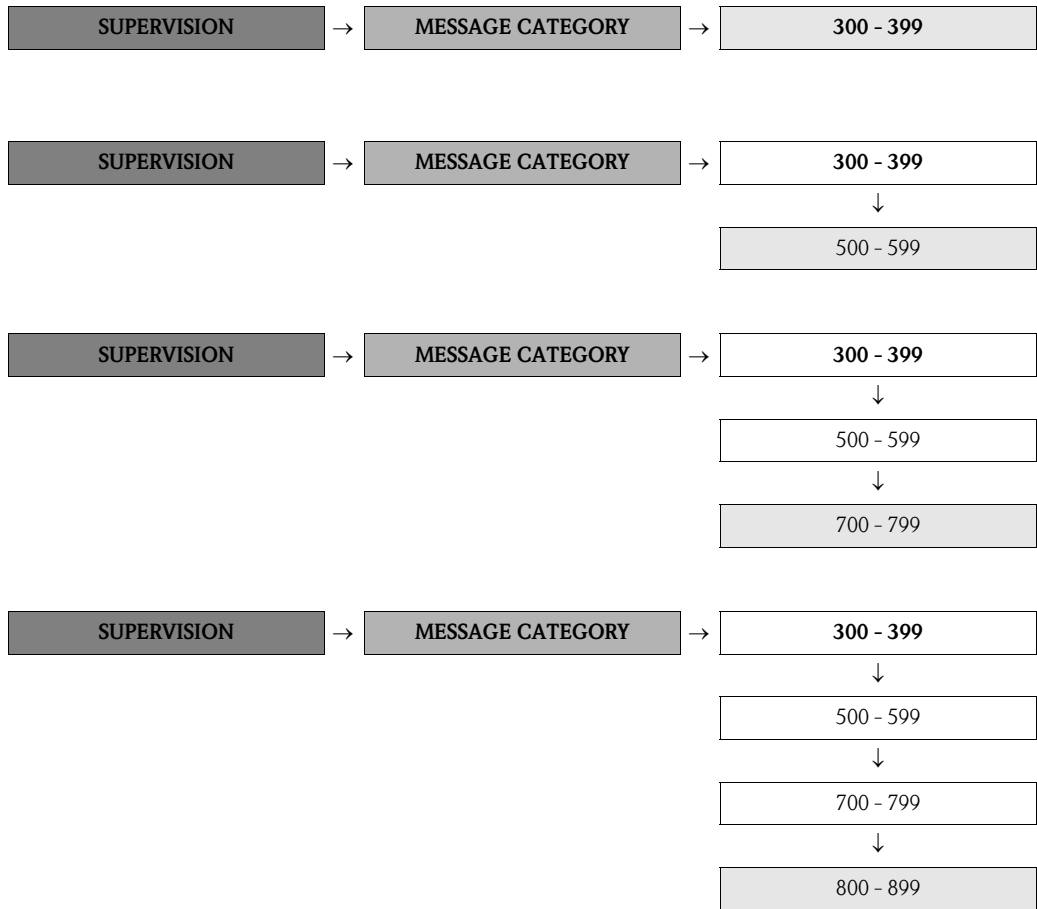 SUPERVISION → MESSAGE CATEGORY → 300 – 399
SUPERVISION → MESSAGE CATEGORY → 300 – 399
↓
500 – 599
SUPERVISION → MESSAGE CATEGORY → 300 – 399
↓
500 – 599
↓
700 – 799
SUPERVISION → MESSAGE CATEGORY → 300 – 399
↓
500 – 599
↓
700 – 799
↓
800 – 899